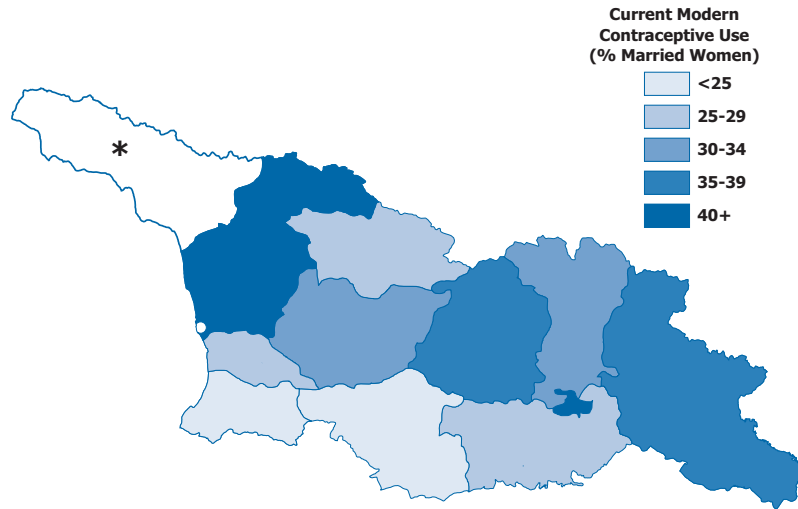 Current Modern
Contraceptive Use
(% Married Women)
<25
25-29
30-34
35-39
40+
*